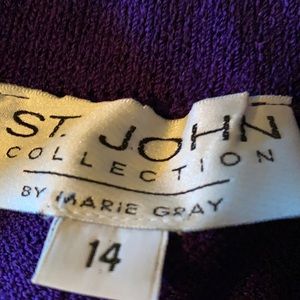 ST. JOHN
COLLECTION
BY MARIE GRAY
14